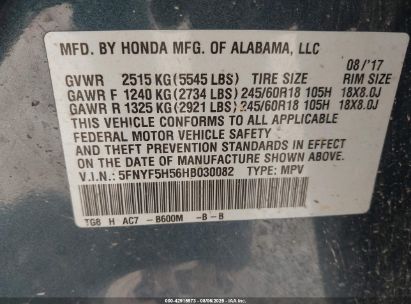 MFD. BY HONDA MFG. OF ALABAMA, LLC
08/'17
GVWR 2515 KG (5545 LBS) TIRE SIZE RIM SIZE
GAWR F 1240 KG (2734 LBS) 245/60R18 105H 18X8.0J
GAWR R 1325 KG (2921 LBS) 245/60R18 105H 18X8.0J
THIS VEHICLE CONFORMS TO ALL APPLICABLE
FEDERAL MOTOR VEHICLE SAFETY
AND THEFT PREVENTION STANDARDS IN EFFECT ON
THE DATE OF MANUFACTURE SHOWN ABOVE.
V.I.N.: 5FNYF5H56HB030082 TYPE: MPV
TG8 H AC7 - B600M -B - B